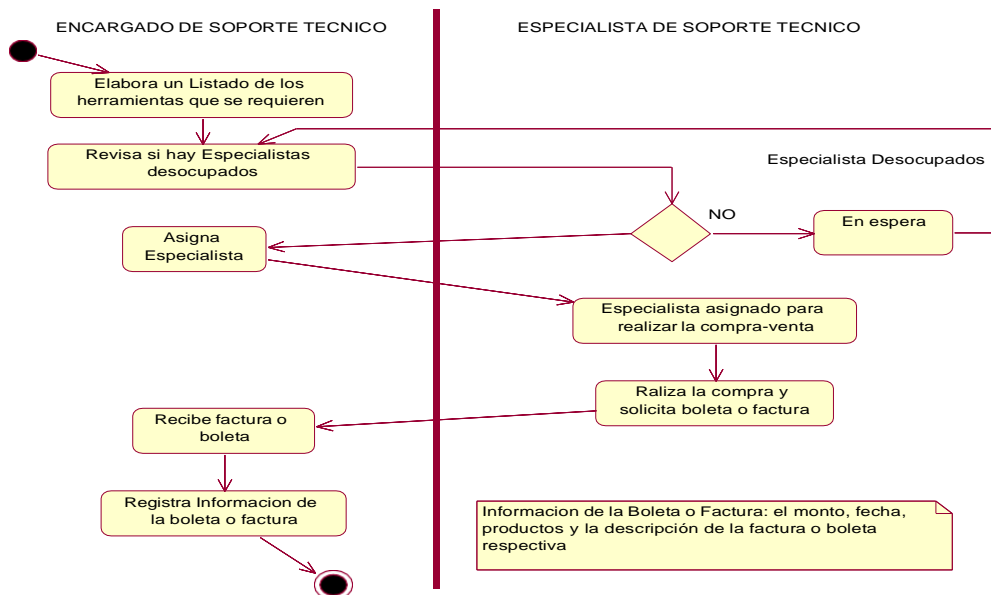 ENCARGADO DE SOPORTE TECNICO
ESPECIALISTA DE SOPORTE TECNICO
Elabora un Listado de los
herramientas que se requieren
Revisa si hay Especialistas
desocupados
Especialista Desocupados
NO
En espera
Asigna
Especialista
Especialista asignado para
realizar la compra-venta
Raliza la compra y
solicita boleta o factura
Recibe factura o
boleta
Registra Informacion de
la boleta o factura
Informacion de la Boleta o Factura: el monto, fecha,
productos y la descripción de la factura o boleta
respectiva